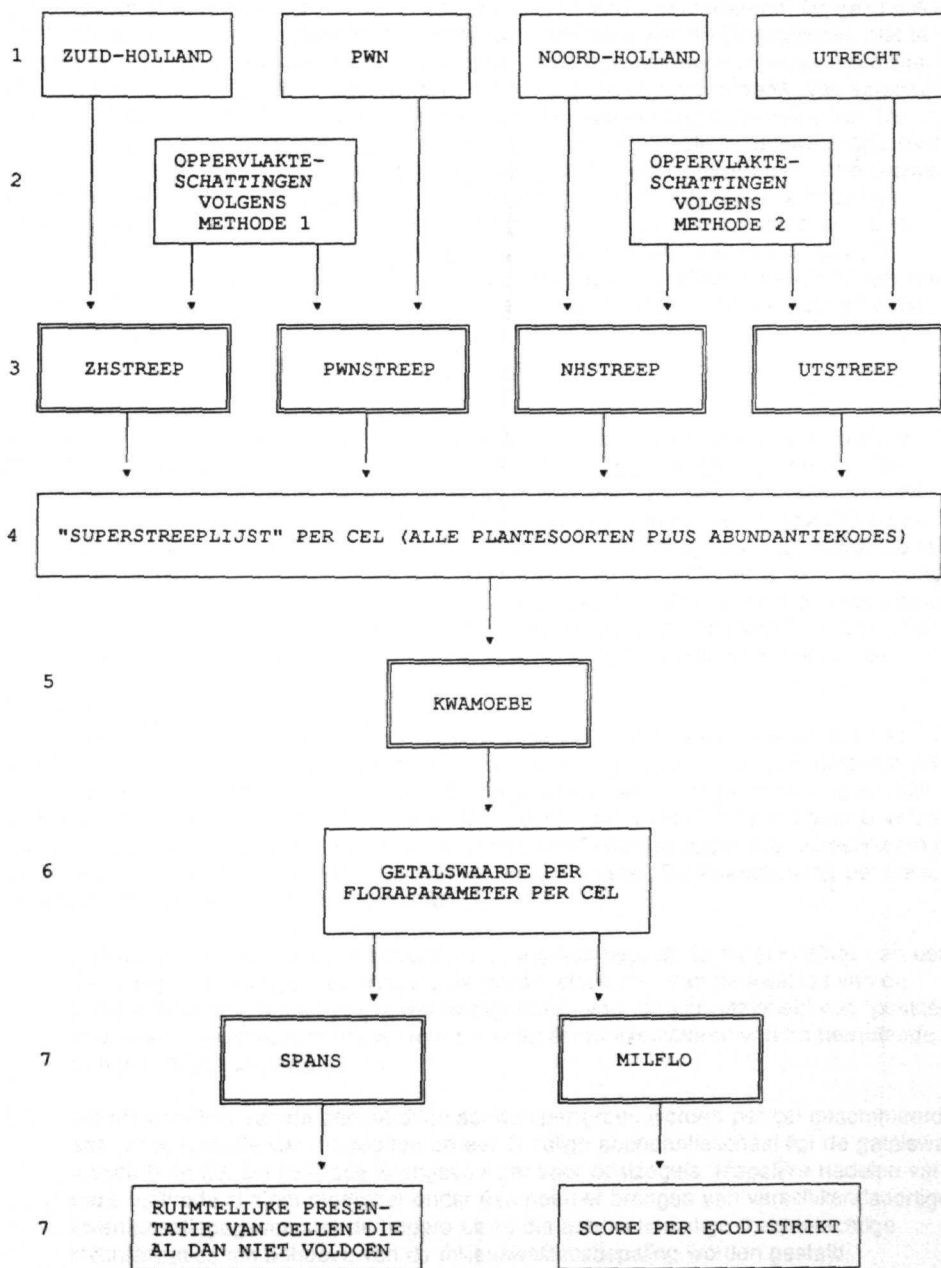 1 ZUID-HOLLAND PWN NOORD-HOLLAND UTRECHT
2
OPPERVLAKTE-
SCHATTINGEN
VOLGENS
METHODE 1
OPPERVLAKTE-
SCHATTINGEN
VOLGENS
METHODE 2
3 ZHSTREEP PWNSTREEP NHSTREEP UTSTREEP
4 "SUPERSTREEPLIJST" PER CEL (ALLE PLANTESOORTEN PLUS ABUNDANTIEKODES)
5
KWAMOEBE
6
GETALSWAARDE PER
FLORAPARAMETER PER CEL
7 SPANS MILFLO
7
RUIMTELIJKE PRESEN-
TATIE VAN CELLEN DIE
AL DAN NIET VOLDOEN
SCORE PER ECODISTRIKT